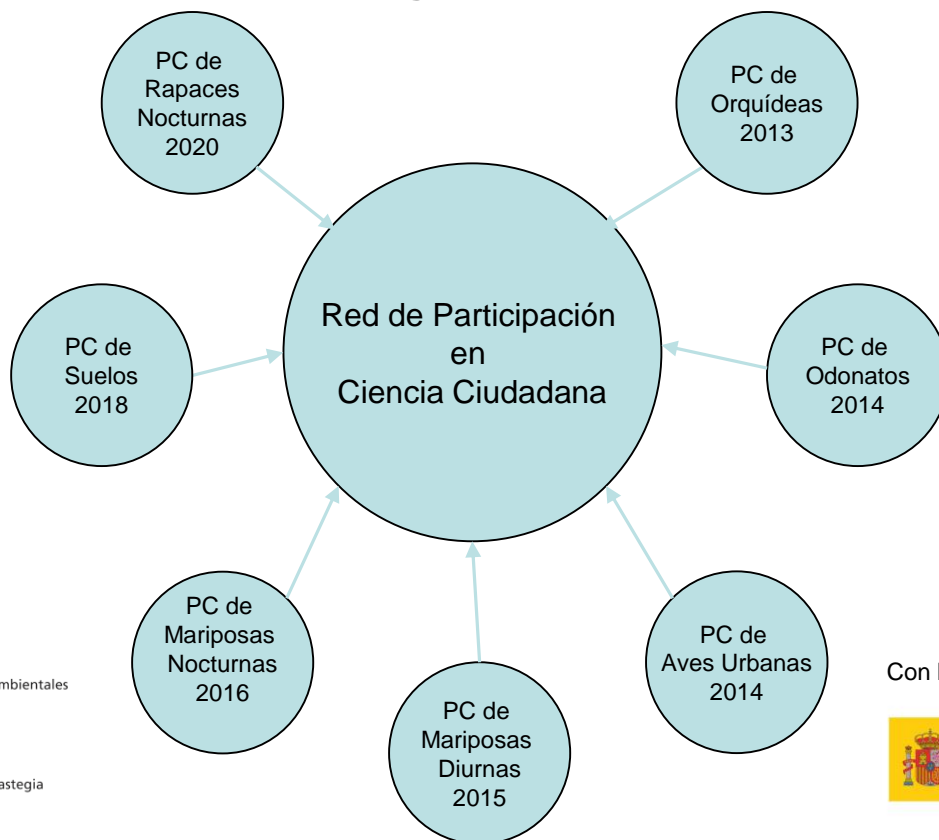 PC de
Rapaces
Nocturnas
2020
PC de
Orquídeas
2013
Red de Participación
en
Ciencia Ciudadana
PC de
Suelos
2018
PC de
Odonatos
2014
PC de
Mariposas
Nocturnas
2016
PC de
Mariposas
Diurnas
2015
PC de
Aves Urbanas
2014
mbientales
astegia
Con